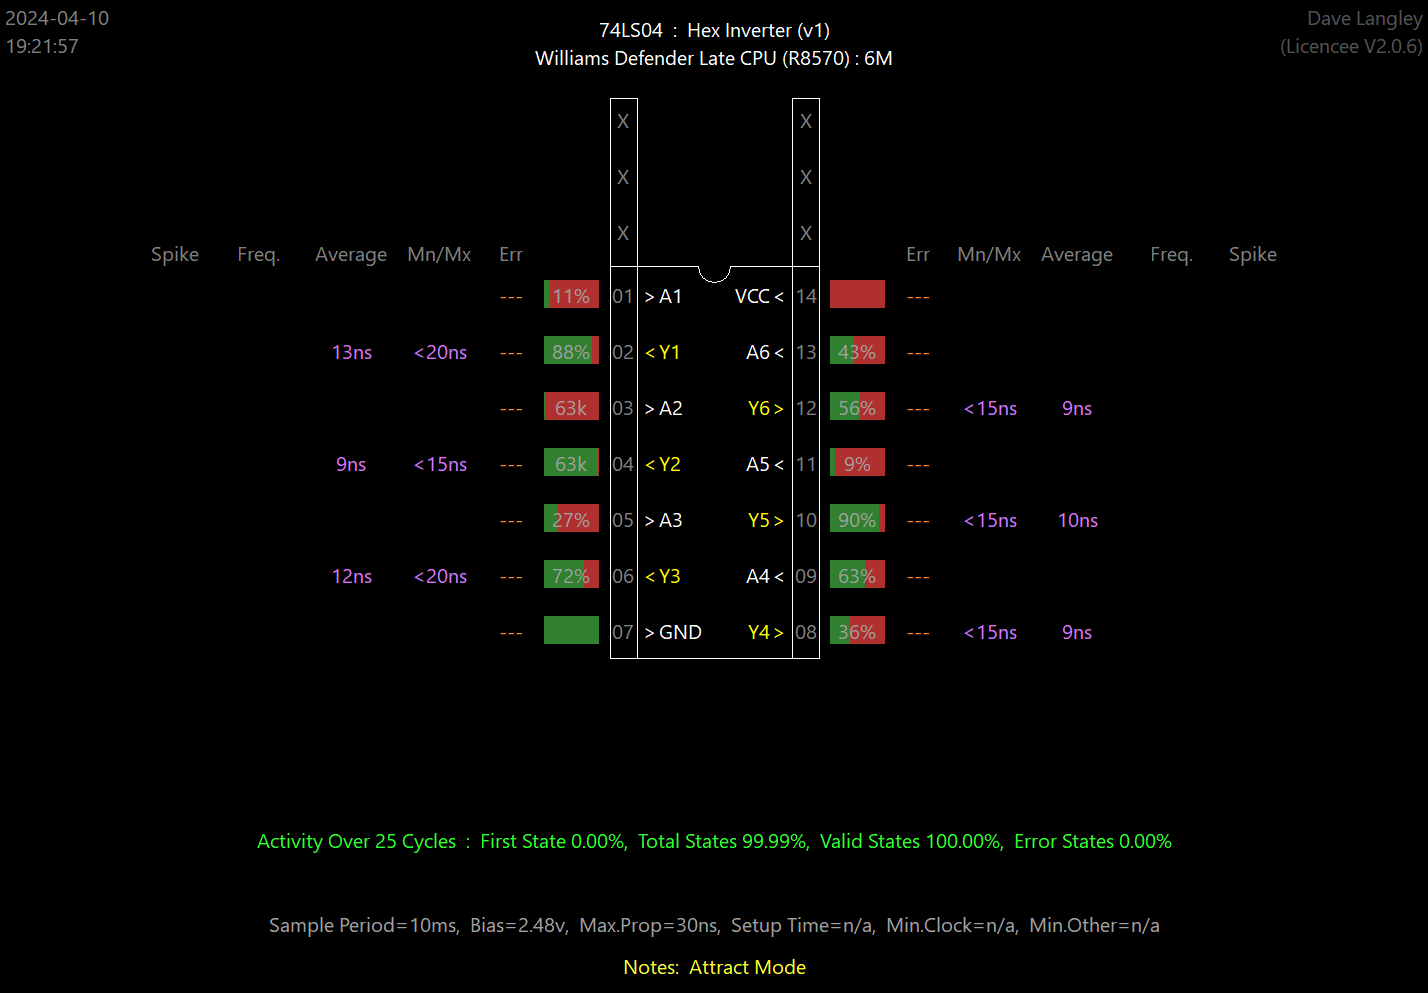 2024-04-10
19:21:57
74LS04 : Hex Inverter (v1)
Williams Defender Late CPU (R8570) : 6M
Dave Langley
(Licencee V2.0.6)
X X
X X
X X
Spike Freq. Average Mn/Mx Err Err Mn/Mx Average Freq. Spike
--- 11% 01 >A1 VCC< 14 ---
13ns <20ns --- 88% 02 <Y1 A6< 13 43% ---
--- 63k 03 >A2 Y6> 12 56% --- <15ns 9ns
9ns <15ns --- 63k 04 <Y2 A5< 11 9% ---
--- 27% 05 >A3 Y5> 10 90% --- <15ns 10ns
12ns <20ns --- 72% 06 <Y3 A4< 09 63% ---
--- 07 >GND Y4> 08 36% --- <15ns 9ns
Activity Over 25 Cycles : First State 0.00%, Total States 99.99%, Valid States 100.00%, Error States 0.00%
Sample Period=10ms, Bias=2.48v, Max.Prop=30ns, Setup Time=n/a, Min.Clock=n/a, Min.Other=n/a
Notes: Attract Mode